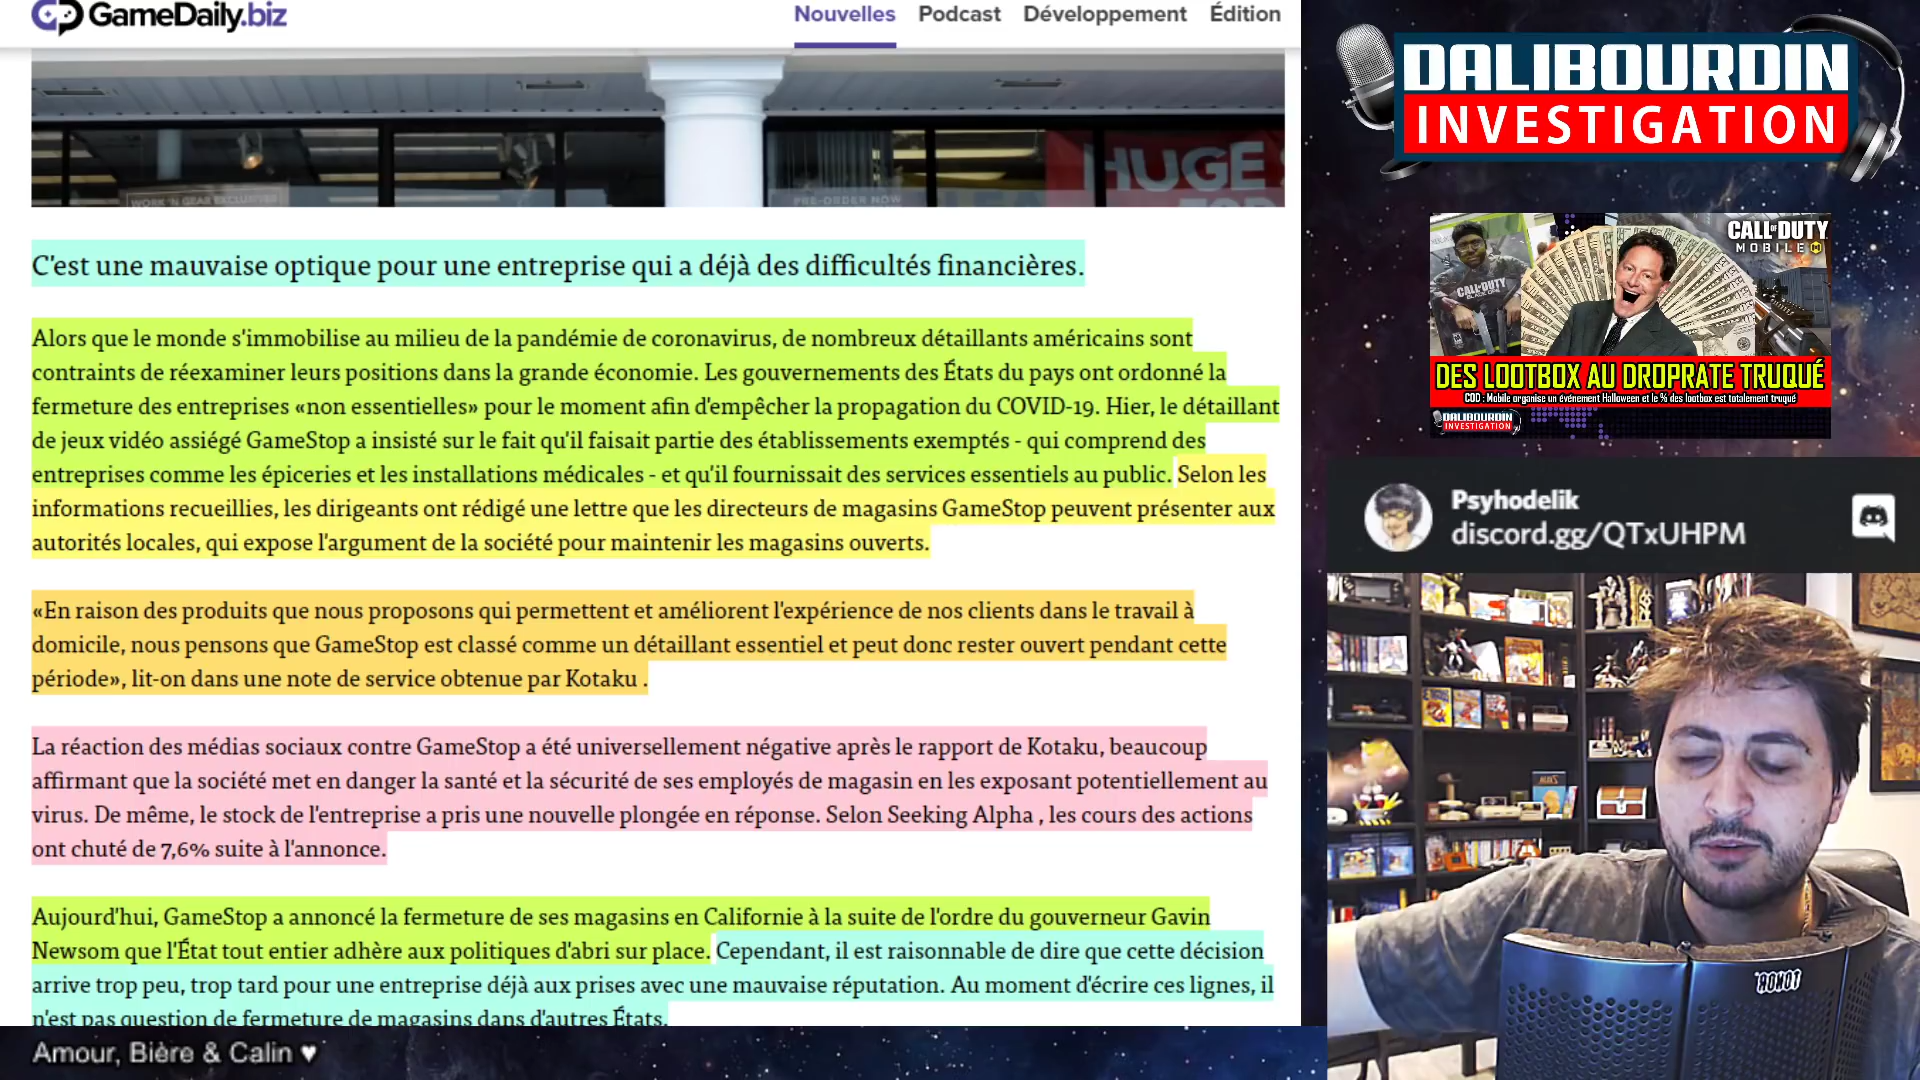 GameDaily.biz
Nouvelles Podcast Développement Édition
HUGE
WORK 'N GEAR EXCLUSIVES
PRE-ORDER NOW
C'est une mauvaise optique pour une entreprise qui a déjà des difficultés financières.
Alors que le monde s'immobilise au milieu de la pandémie de coronavirus, de nombreux détaillants américains sont
contraints de réexaminer leurs positions dans la grande économie. Les gouvernements des États du pays ont ordonné la
fermeture des entreprises «non essentielles» pour le moment afin d'empêcher la propagation du COVID-19. Hier, le détaillant
de jeux vidéo assiégé GameStop a insisté sur le fait qu'il faisait partie des établissements exemptés - qui comprend des
entreprises comme les épiceries et les installations médicales - et qu'il fournissait des services essentiels au public. Selon les
informations recueillies, les dirigeants ont rédigé une lettre que les directeurs de magasins GameStop peuvent présenter aux
autorités locales, qui expose l'argument de la société pour maintenir les magasins ouverts.
«En raison des produits que nous proposons qui permettent et améliorent l'expérience de nos clients dans le travail à
domicile, nous pensons que GameStop est classé comme un détaillant essentiel et peut donc rester ouvert pendant cette
période», lit-on dans une note de service obtenue par Kotaku .
La réaction des médias sociaux contre GameStop a été universellement négative après le rapport de Kotaku, beaucoup
affirmant que la société met en danger la santé et la sécurité de ses employés de magasin en les exposant potentiellement au
virus. De même, le stock de l'entreprise a pris une nouvelle plongée en réponse. Selon Seeking Alpha , les cours des actions
ont chuté de 7,6% suite à l'annonce.
Aujourd'hui, GameStop a annoncé la fermeture de ses magasins en Californie à la suite de l'ordre du gouverneur Gavin
Newsom que l'État tout entier adhère aux politiques d'abri sur place. Cependant, il est raisonnable de dire que cette décision
arrive trop peu, trop tard pour une entreprise déjà aux prises avec une mauvaise réputation. Au moment d'écrire ces lignes, il
n'est pas question de fermeture de magasins dans d'autres États.
Amour, Bière & Calin ♥
DALIBOURDIN
INVESTIGATION
CALL OF DUTY
MOBILE
CALL OF DUTY
DES LOOTBOX AU DROPRATE TRUQUÉ
COD : Mobile organise un événement Halloween et le % des lootbox est totalement truqué
DALIBOURDIN
INVESTIGATION
Psyhodelik
discord.gg/QTxUHPM
AOKOT